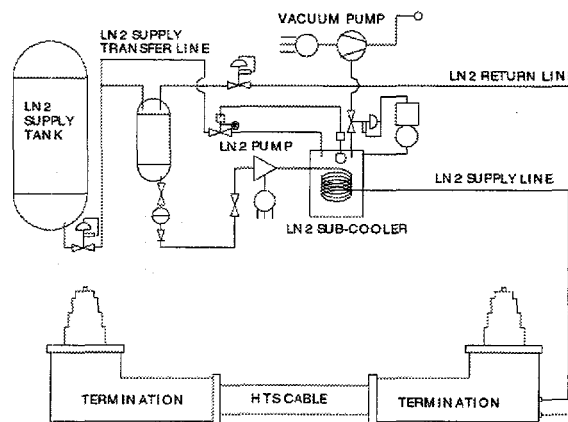 VACUUM PUMP
LN2 SUPPLY
TRANSFER LINE
LN2 RETURN LIN
LN2
SUPPLY
TANK
LN2 PUMP
LN2 SUPPLY LINE
LN2 SUB-COOLER
TERMINATION
HTS CABLE
TERMINATION